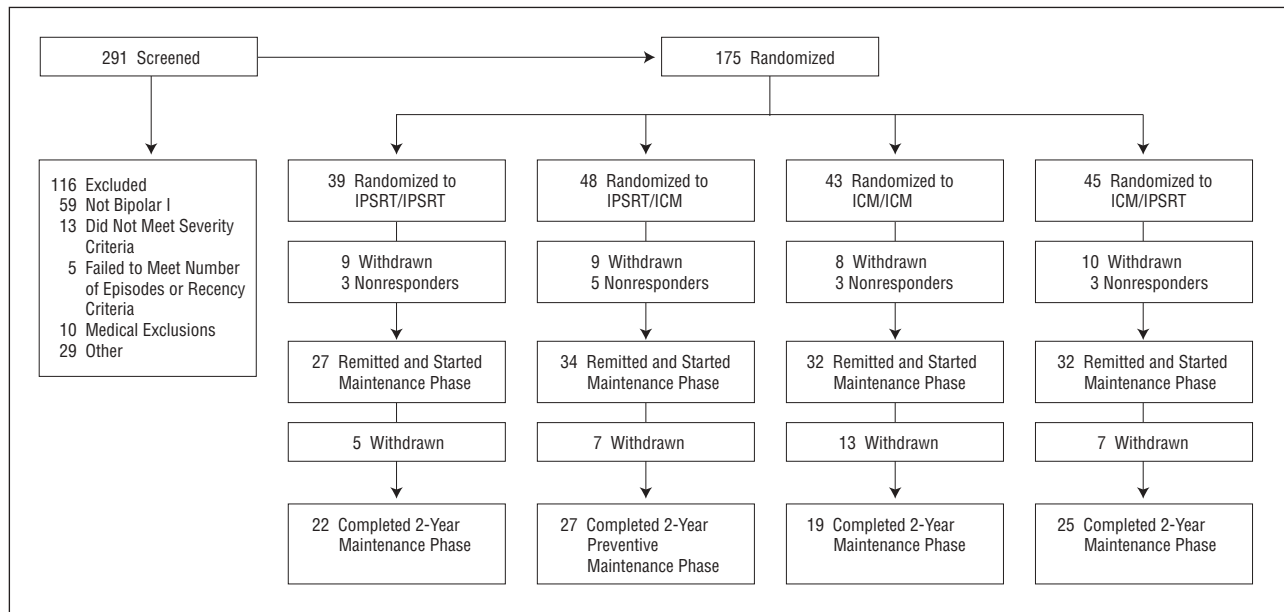 291 Screened
175 Randomized
116 Excluded
59 Not Bipolar I
13 Did Not Meet Severity
Criteria
5 Failed to Meet Number
of Episodes or Recency
Criteria
10 Medical Exclusions
29 Other
39 Randomized to
IPSRT/IPSRT
48 Randomized to
IPSRT/ICM
43 Randomized to
ICM/ICM
45 Randomized to
ICM/IPSRT
9 Withdrawn
3 Nonresponders
9 Withdrawn
5 Nonresponders
8 Withdrawn
3 Nonresponders
10 Withdrawn
3 Nonresponders
27 Remitted and Started
Maintenance Phase
34 Remitted and Started
Maintenance Phase
32 Remitted and Started
Maintenance Phase
32 Remitted and Started
Maintenance Phase
5 Withdrawn
7 Withdrawn
13 Withdrawn
7 Withdrawn
22 Completed 2-Year
Maintenance Phase
27 Completed 2-Year
Preventive
Maintenance Phase
19 Completed 2-Year
Maintenance Phase
25 Completed 2-Year
Maintenance Phase